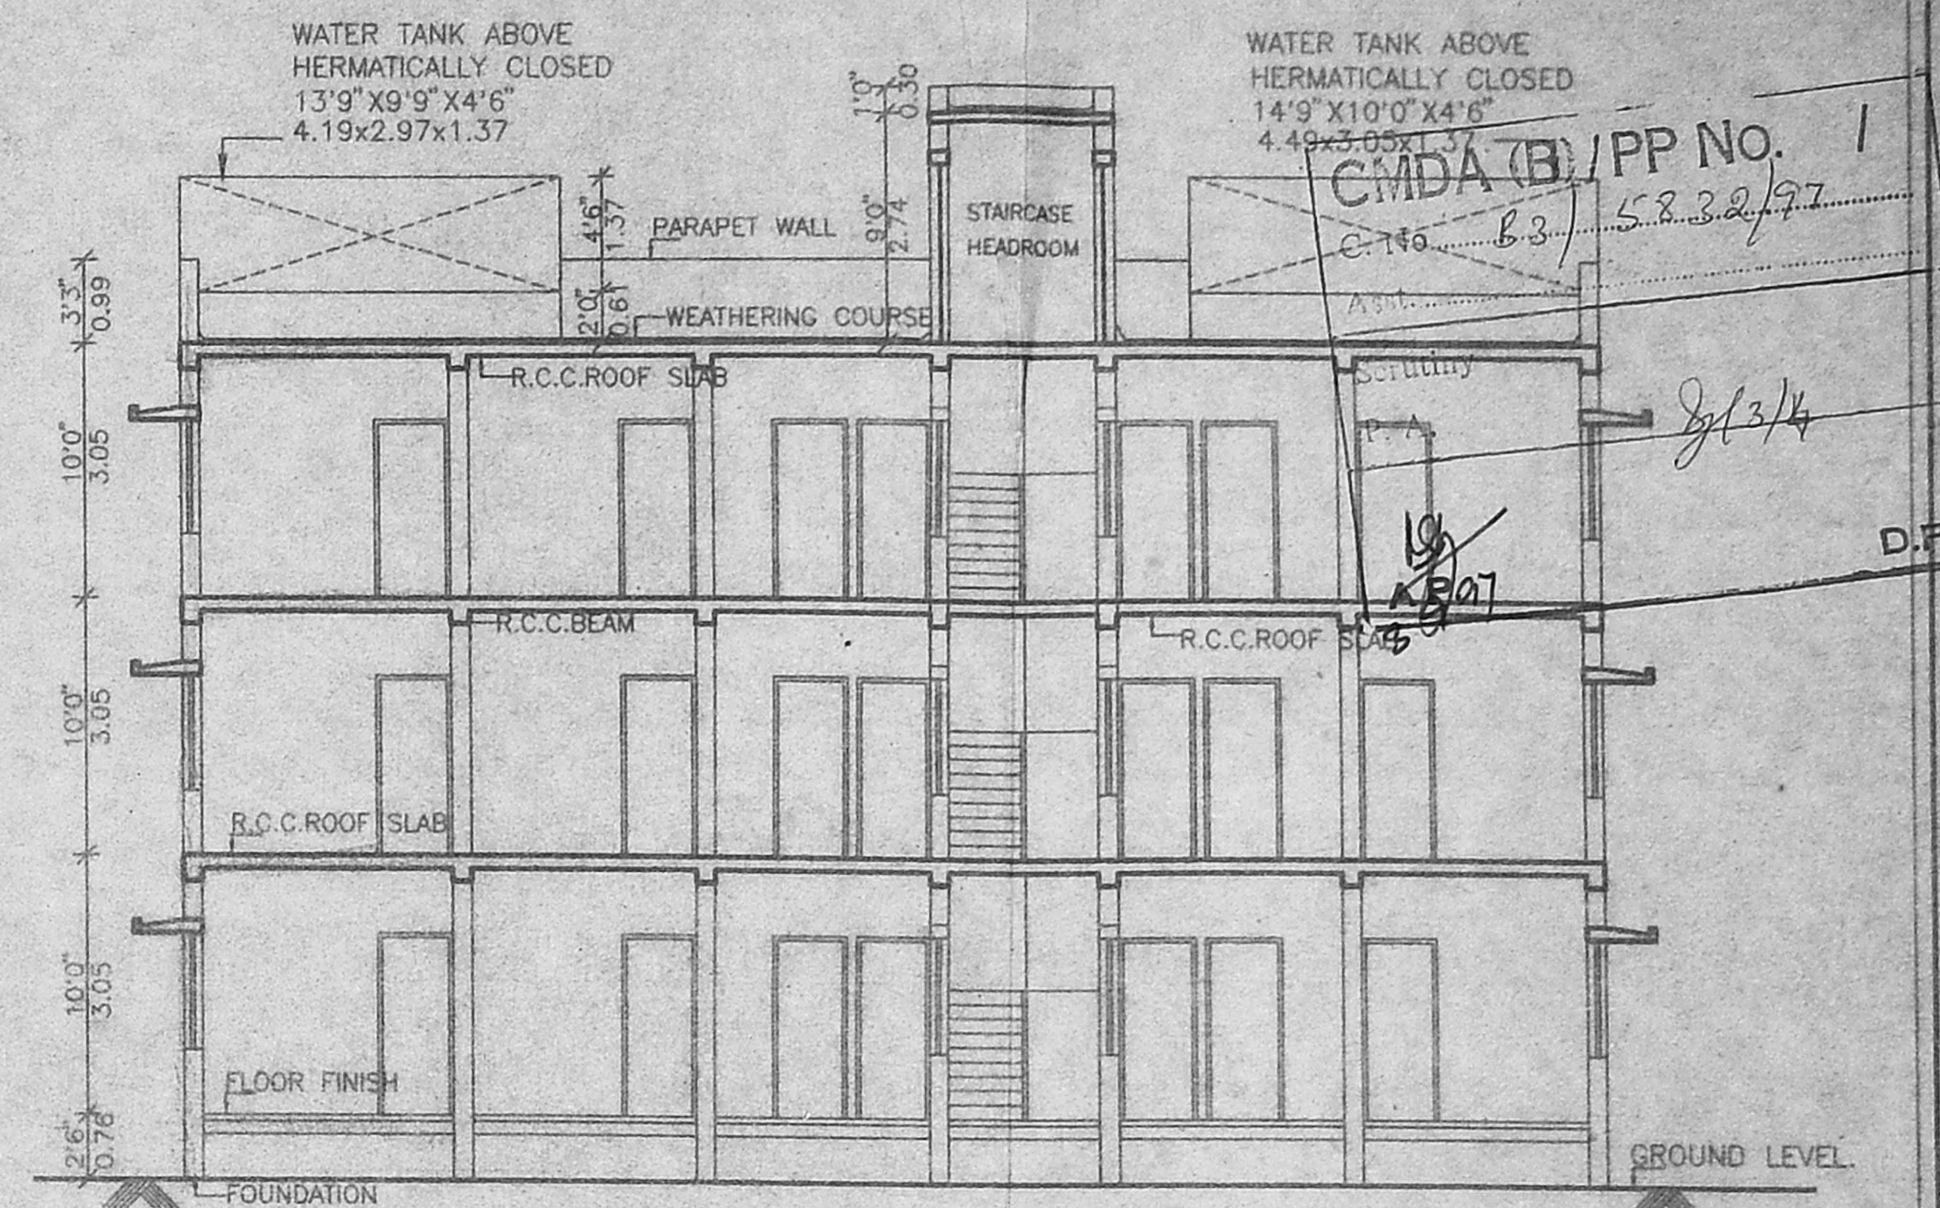 WATER TANK ABOVE
HERMATICALLY CLOSED
13'9"X9'9"X4'6"
4.19x2.97x1.37
WATER TANK ABOVE
HERMATICALLY CLOSED
14'9"X10'0"X4'6"
4.49x3.05x1.37
1'0"
0.30
CMDA (B) / PP No. 1
C. No. B3/ 5832/97
Asst.
Scrutiny
P. A.
D.P
4'6"
1.37
PARAPET WALL
9'0"
2.74
STAIRCASE
HEADROOM
3'3"
0.99
2'0"
0.61
WEATHERING COURSE
R.C.C.ROOF SLAB
10'0"
3.05
R.C.C.BEAM
R.C.C.ROOF SLAB
10'0"
3.05
R.C.C.ROOF SLAB
10'0"
3.05
FLOOR FINISH
2'6"
0.76
GROUND LEVEL.
FOUNDATION